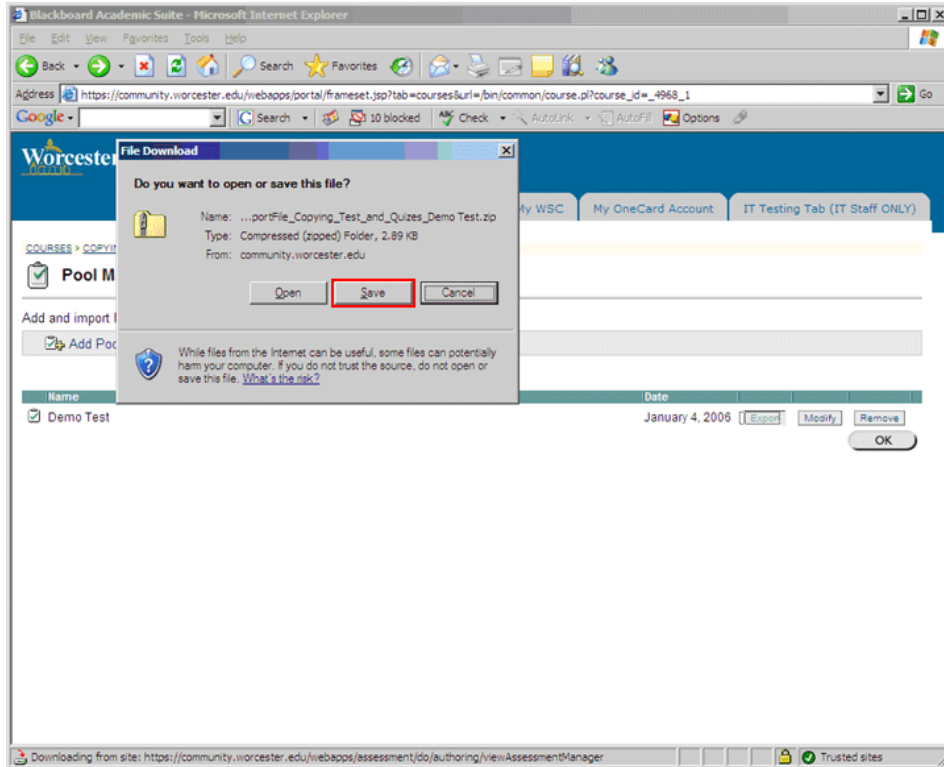 Blackboard Academic Suite - Microsoft Internet Explorer
File Edit View Favorites Tools Help
Back Search Favorites
Address https://community.worcester.edu/webapps/portal/frameset.jsp?tab=courses&url=/bin/common/course.pl?course_id=_4968_1 Go
Google Search 10 blocked Check AutoLink AutoFill Options
Worcester
File Download
Do you want to open or save this file?
Name: ...portFile_Copying_Test_and_Quizes_Demo Test.zip
Type: Compressed (zipped) Folder, 2.89 KB
From: community.worcester.edu
Open Save Cancel
While files from the Internet can be useful, some files can potentially
harm your computer. If you do not trust the source, do not open or
save this file. What's the risk?
My WSC My OneCard Account IT Testing Tab (IT Staff ONLY)
COURSES > COPYI
Pool M
Add and import
Add Poo
Name Date
Demo Test January 4, 2006 Export Modify Remove
OK
Downloading from site: https://community.worcester.edu/webapps/assessment/do/authoring/viewAssessmentManager Trusted sites